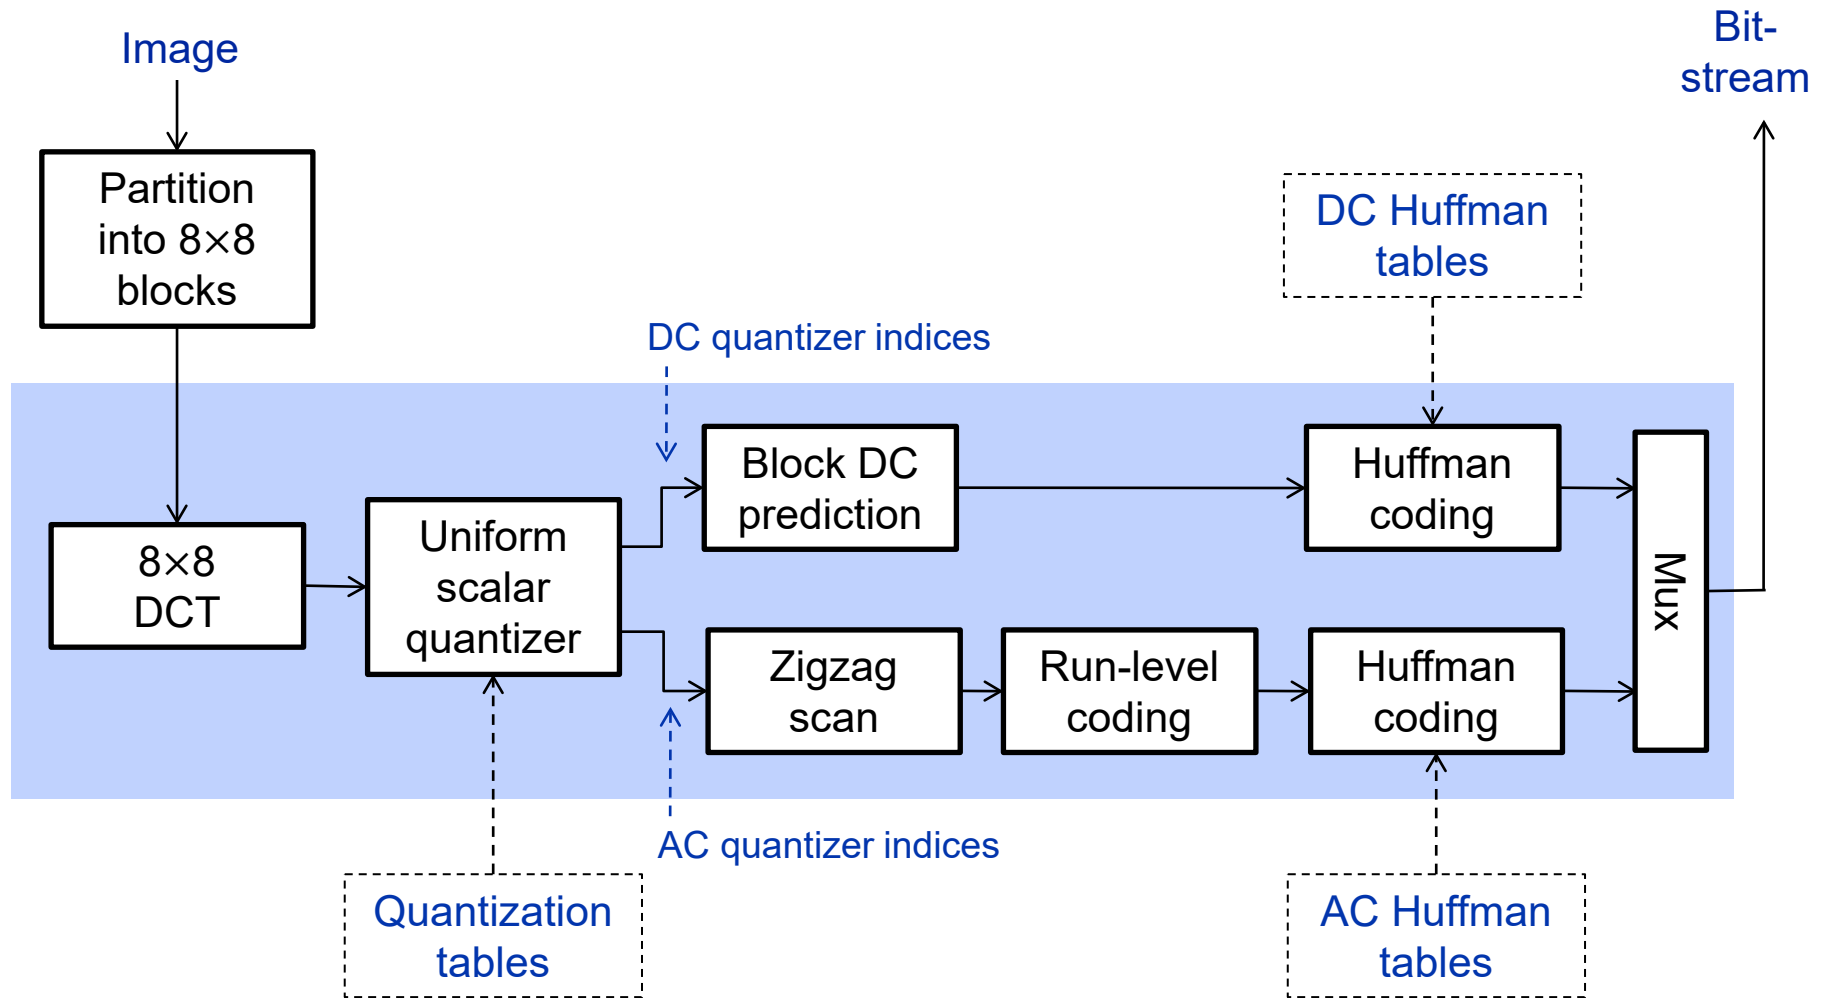 Image
Bit-
stream
Partition
into 8×8
blocks
DC Huffman
tables
DC quantizer indices
Block DC
prediction
Huffman
coding
8×8
DCT
Uniform
scalar
quantizer
Mux
Zigzag
scan
Run-level
coding
Huffman
coding
AC quantizer indices
Quantization
tables
AC Huffman
tables